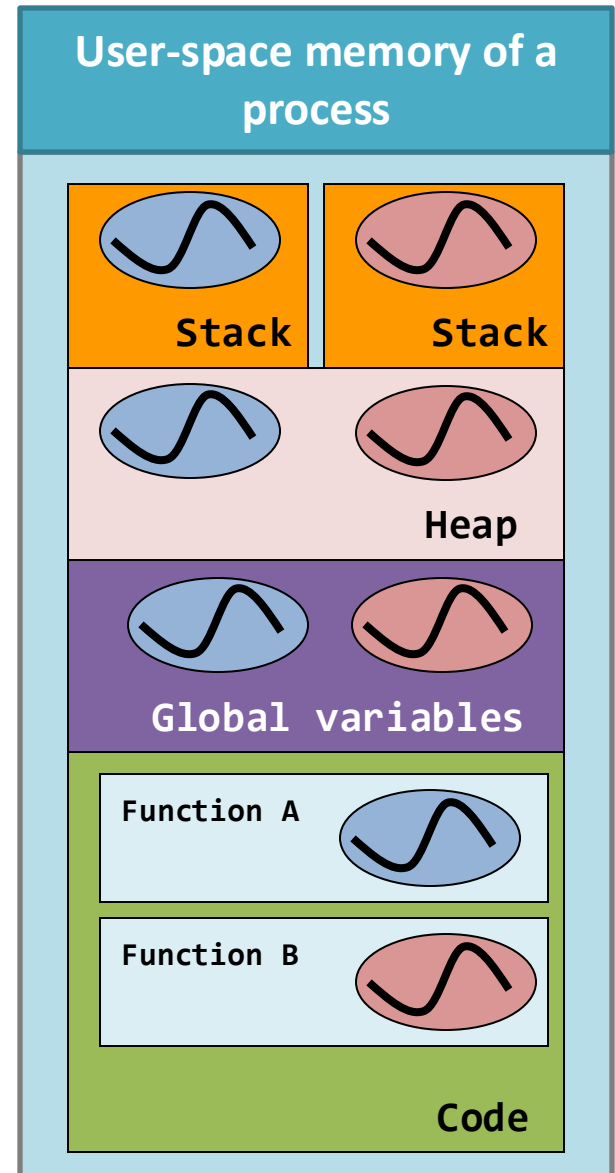 User-space memory of a
process
Stack
Stack
Heap
Global variables
Function A
Function B
Code